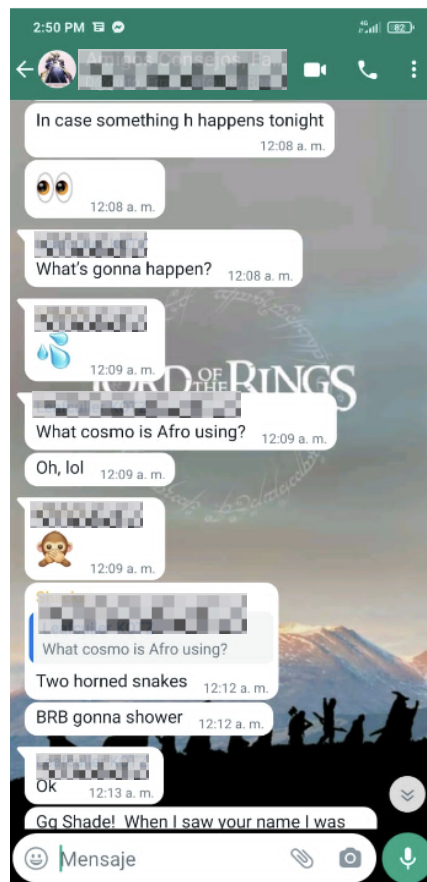 2:50 PM
4G
82
In case something h happens tonight
12:08 a. m.
12:08 a. m.
What's gonna happen?
12:08 a. m.
12:09 a. m.
LORD OF THE RINGS
What cosmo is Afro using?
12:09 a. m.
Oh, lol
12:09 a. m.
12:09 a. m.
What cosmo is Afro using?
Two horned snakes
12:12 a. m.
BRB gonna shower
12:12 a. m.
Ok
12:13 a. m.
Gg Shade! When I saw your name I was
Mensaje